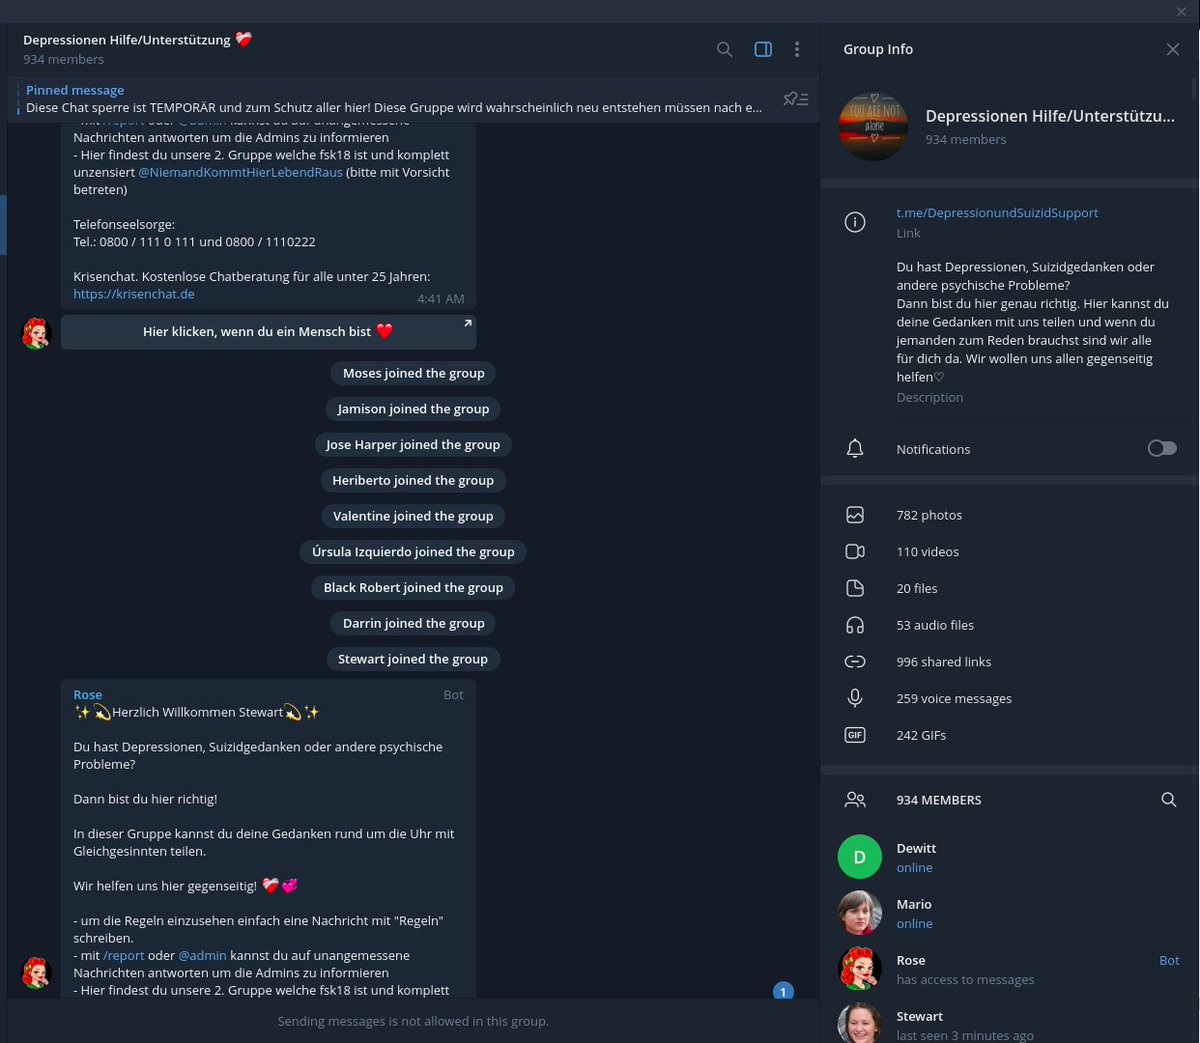 Depressionen Hilfe/Unterstützung ❤️‍🩹
934 members
Pinned message
Diese Chat sperre ist TEMPORÄR und zum Schutz aller hier! Diese Gruppe wird wahrscheinlich neu entstehen müssen nach e...
- mit /report oder @admin kannst du auf unangemessene
Nachrichten antworten um die Admins zu informieren
- Hier findest du unsere 2. Gruppe welche fsk18 ist und komplett
unzensiert @NiemandKommtHierLebendRaus (bitte mit Vorsicht
betreten)
Telefonseelsorge:
Tel.: 0800 / 111 0 111 und 0800 / 1110222
Krisenchat. Kostenlose Chatberatung für alle unter 25 Jahren:
https://krisenchat.de
4:41 AM
Hier klicken, wenn du ein Mensch bist ❤️
Moses joined the group
Jamison joined the group
Jose Harper joined the group
Heriberto joined the group
Valentine joined the group
Úrsula Izquierdo joined the group
Black Robert joined the group
Darrin joined the group
Stewart joined the group
Rose Bot
✨💫Herzlich Willkommen Stewart💫✨
Du hast Depressionen, Suizidgedanken oder andere psychische
Probleme?
Dann bist du hier richtig!
In dieser Gruppe kannst du deine Gedanken rund um die Uhr mit
Gleichgesinnten teilen.
Wir helfen uns hier gegenseitig! ❤️‍🩹💞
- um die Regeln einzusehen einfach eine Nachricht mit "Regeln"
schreiben.
- mit /report oder @admin kannst du auf unangemessene
Nachrichten antworten um die Admins zu informieren
- Hier findest du unsere 2. Gruppe welche fsk18 ist und komplett
1
Sending messages is not allowed in this group.
Group Info
YOU ARE NOT
alone
Depressionen Hilfe/Unterstützu...
934 members
t.me/DepressionundSuizidSupport
Link
Du hast Depressionen, Suizidgedanken oder
andere psychische Probleme?
Dann bist du hier genau richtig. Hier kannst du
deine Gedanken mit uns teilen und wenn du
jemanden zum Reden brauchst sind wir alle
für dich da. Wir wollen uns allen gegenseitig
helfen♡
Description
Notifications
782 photos
110 videos
20 files
53 audio files
996 shared links
259 voice messages
GIF 242 GIFs
934 MEMBERS
D
Dewitt
online
Mario
online
Rose Bot
has access to messages
Stewart
last seen 3 minutes ago